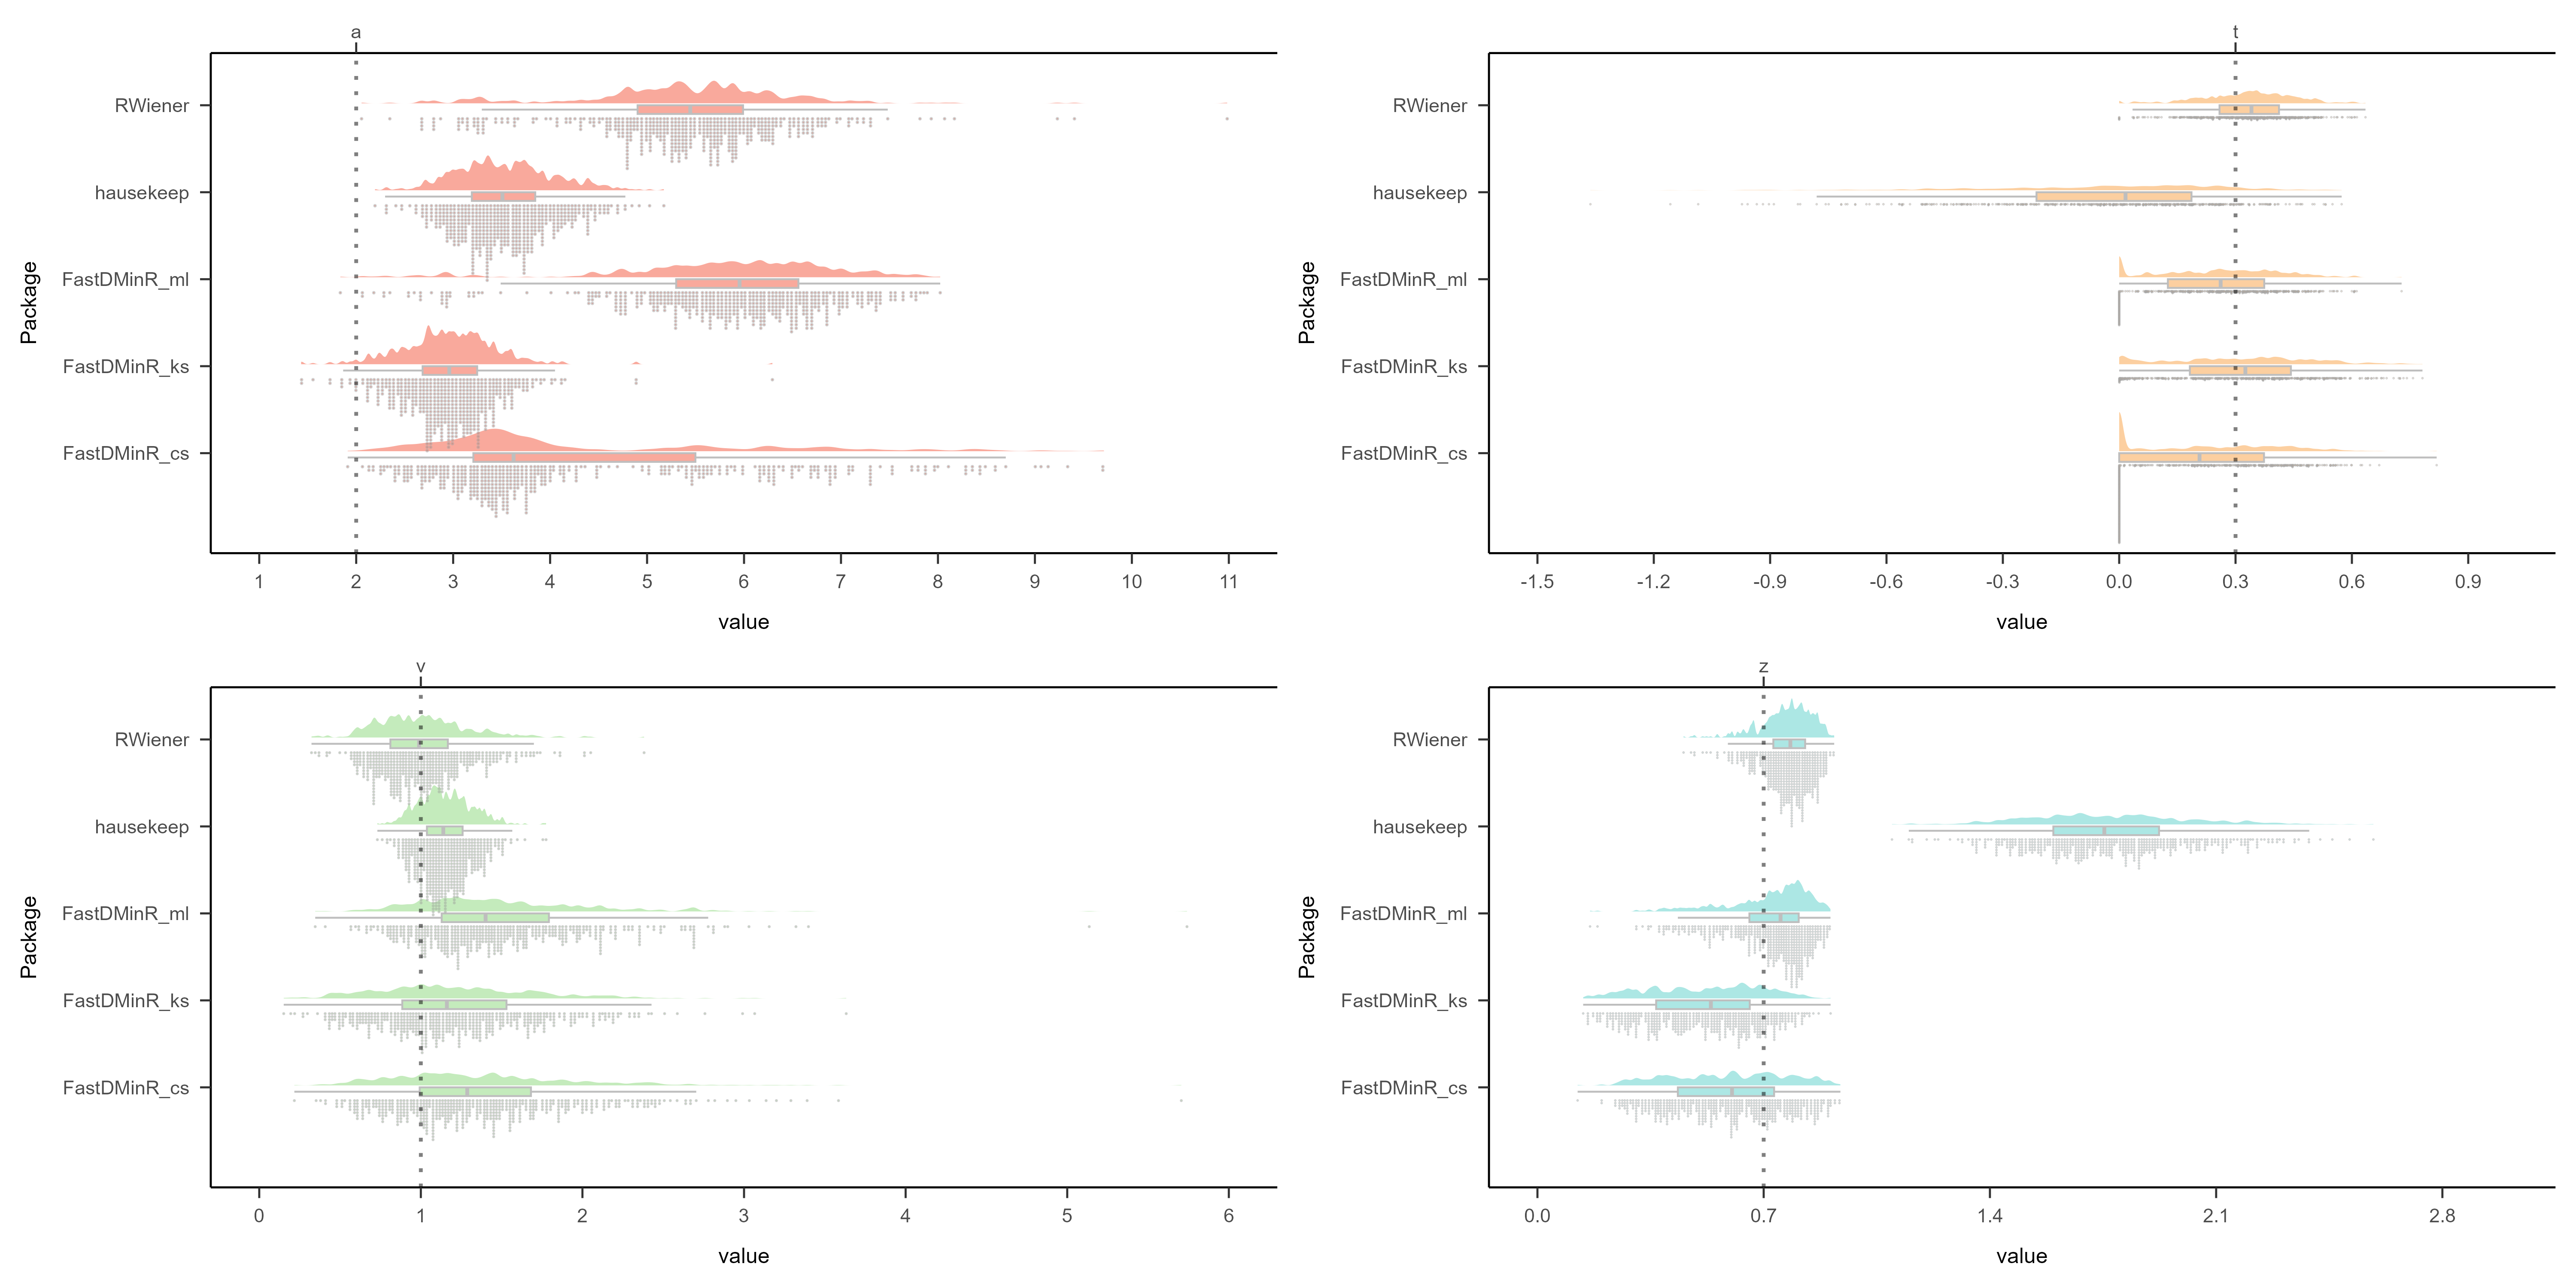 a
RWiener
hausekeep
FastDMinR_ml
FastDMinR_ks
FastDMinR_cs
Package
1 2 3 4 5 6 7 8 9 10 11
value
t
RWiener
hausekeep
FastDMinR_ml
FastDMinR_ks
FastDMinR_cs
Package
-1.5 -1.2 -0.9 -0.6 -0.3 0.0 0.3 0.6 0.9
value
v
RWiener
hausekeep
FastDMinR_ml
FastDMinR_ks
FastDMinR_cs
Package
0 1 2 3 4 5 6
value
z
RWiener
hausekeep
FastDMinR_ml
FastDMinR_ks
FastDMinR_cs
Package
0.0 0.7 1.4 2.1 2.8
value